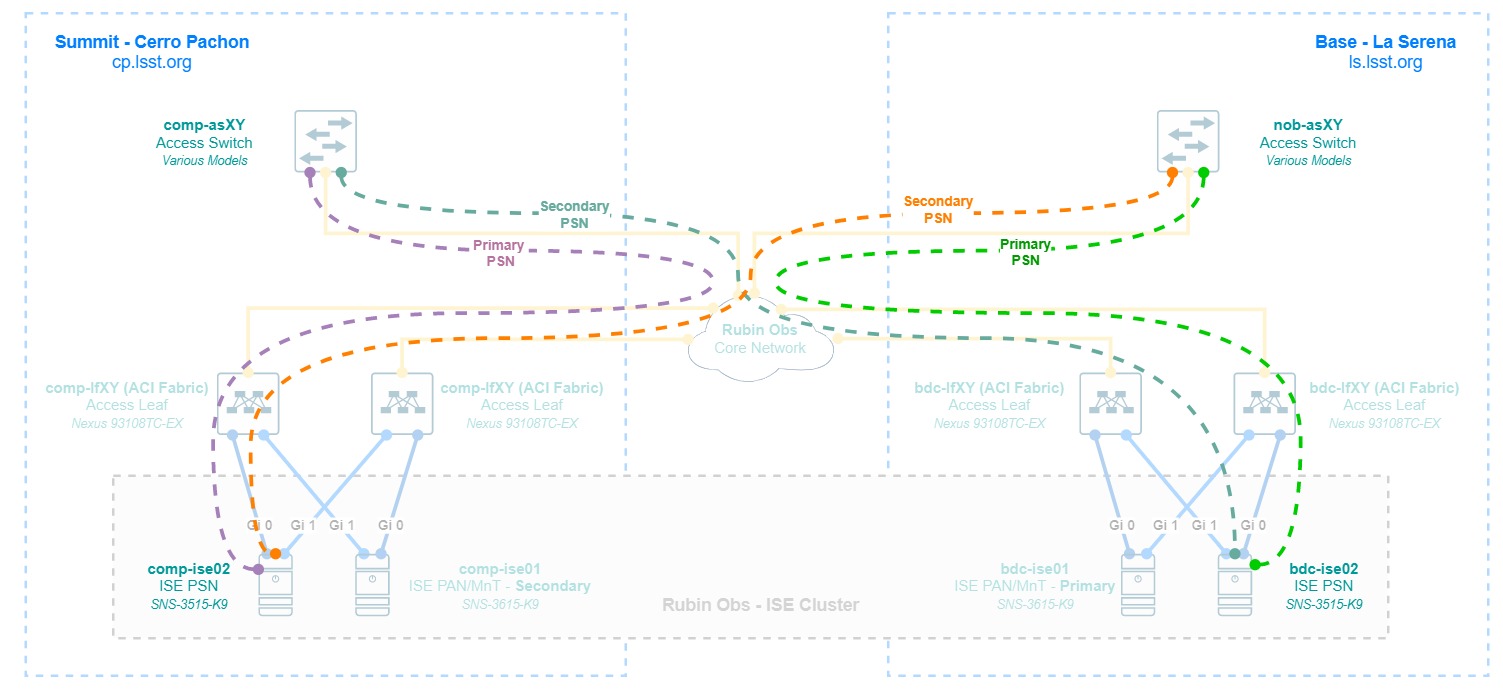 Summit - Cerro Pachon
cp.lsst.org
Base - La Serena
ls.lsst.org
comp-asXY
Access Switch
Various Models
nob-asXY
Access Switch
Various Models
Secondary
PSN
Primary
PSN
Secondary
PSN
Primary
PSN
Rubin Obs
Core Network
comp-lfXY (ACI Fabric)
Access Leaf
Nexus 93108TC-EX
comp-lfXY (ACI Fabric)
Access Leaf
Nexus 93108TC-EX
bdc-lfXY (ACI Fabric)
Access Leaf
Nexus 93108TC-EX
bdc-lfXY (ACI Fabric)
Access Leaf
Nexus 93108TC-EX
Gi 0
Gi 1
Gi 1
Gi 0
Gi 0
Gi 1
Gi 1
Gi 0
comp-ise02
ISE PSN
SNS-3515-K9
comp-ise01
ISE PAN/MnT - Secondary
SNS-3615-K9
Rubin Obs - ISE Cluster
bdc-ise01
ISE PAN/MnT - Primary
SNS-3615-K9
bdc-ise02
ISE PSN
SNS-3515-K9